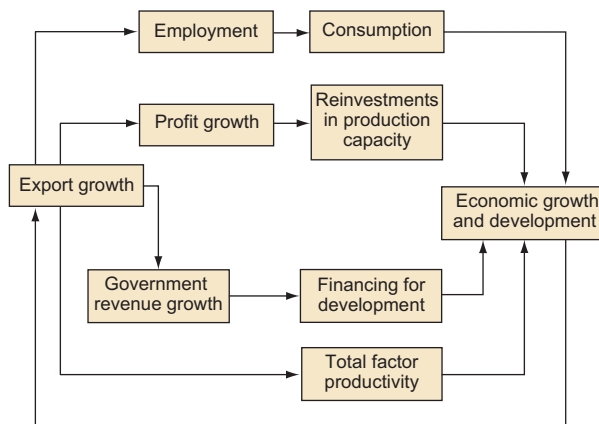 Employment
Consumption
Profit growth
Reinvestments
in production
capacity
Export growth
Economic growth
and development
Government
revenue growth
Financing for
development
Total factor
productivity